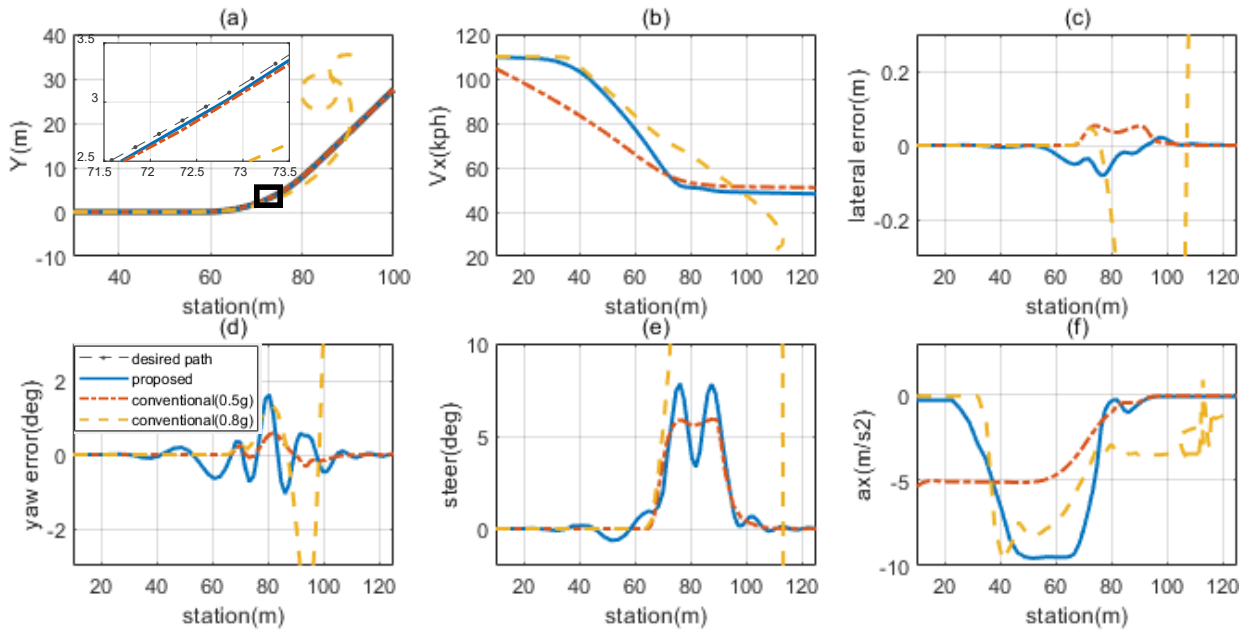 (a)
40
30
20
10
0
-10
Y(m)
3.5
3
2.5
71.5 72 72.5 73 73.5
40 60 80 100
station(m)
(b)
120
100
80
60
40
20
Vx(kph)
20 40 60 80 100 120
station(m)
(c)
0.2
0
-0.2
lateral error(m)
20 40 60 80 100 120
station(m)
(d)
2
0
-2
yaw error(deg)
desired path
proposed
conventional(0.5g)
conventional(0.8g)
20 40 60 80 100 120
station(m)
(e)
10
5
0
steer(deg)
20 40 60 80 100 120
station(m)
(f)
0
-5
-10
ax(m/s2)
20 40 60 80 100 120
station(m)